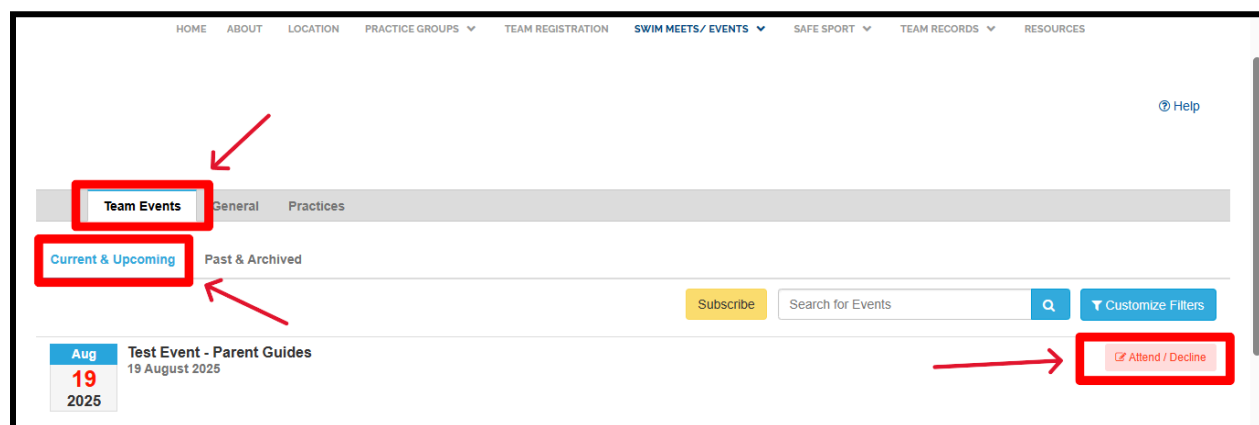 HOME ABOUT LOCATION PRACTICE GROUPS TEAM REGISTRATION SWIM MEETS/ EVENTS SAFE SPORT TEAM RECORDS RESOURCES
Help
Team Events General Practices
Current & Upcoming Past & Archived
Subscribe Search for Events Customize Filters
Aug
19
2025
Test Event - Parent Guides
19 August 2025
Attend / Decline